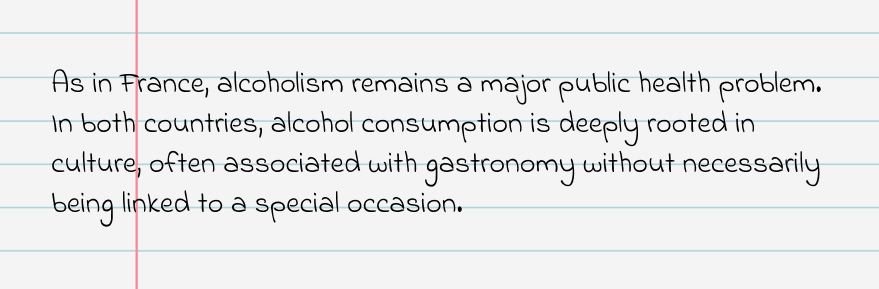 As in France, alcoholism remains a major public health problem.
In both countries, alcohol consumption is deeply rooted in
culture, often associated with gastronomy without necessarily
being linked to a special occasion.